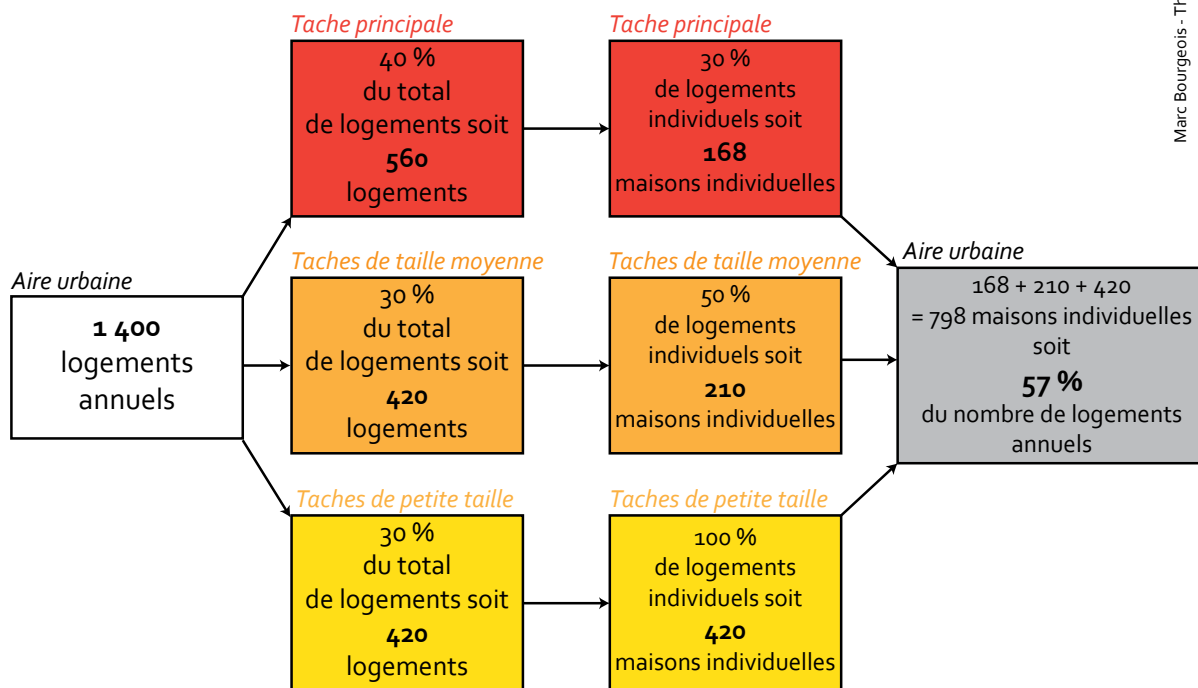 Tache principale
40 %
du total
de logements soit
560
logements
Tache principale
30 %
de logements
individuels soit
168
maisons individuelles
Marc Bourgeois - Th
Aire urbaine
1 400
logements
annuels
Taches de taille moyenne
30 %
du total
de logements soit
420
logements
Taches de taille moyenne
50 %
de logements
individuels soit
210
maisons individuelles
Aire urbaine
168 + 210 + 420
= 798 maisons individuelles
soit
57 %
du nombre de logements
annuels
Taches de petite taille
30 %
du total
de logements soit
420
logements
Taches de petite taille
100 %
de logements
individuels soit
420
maisons individuelles